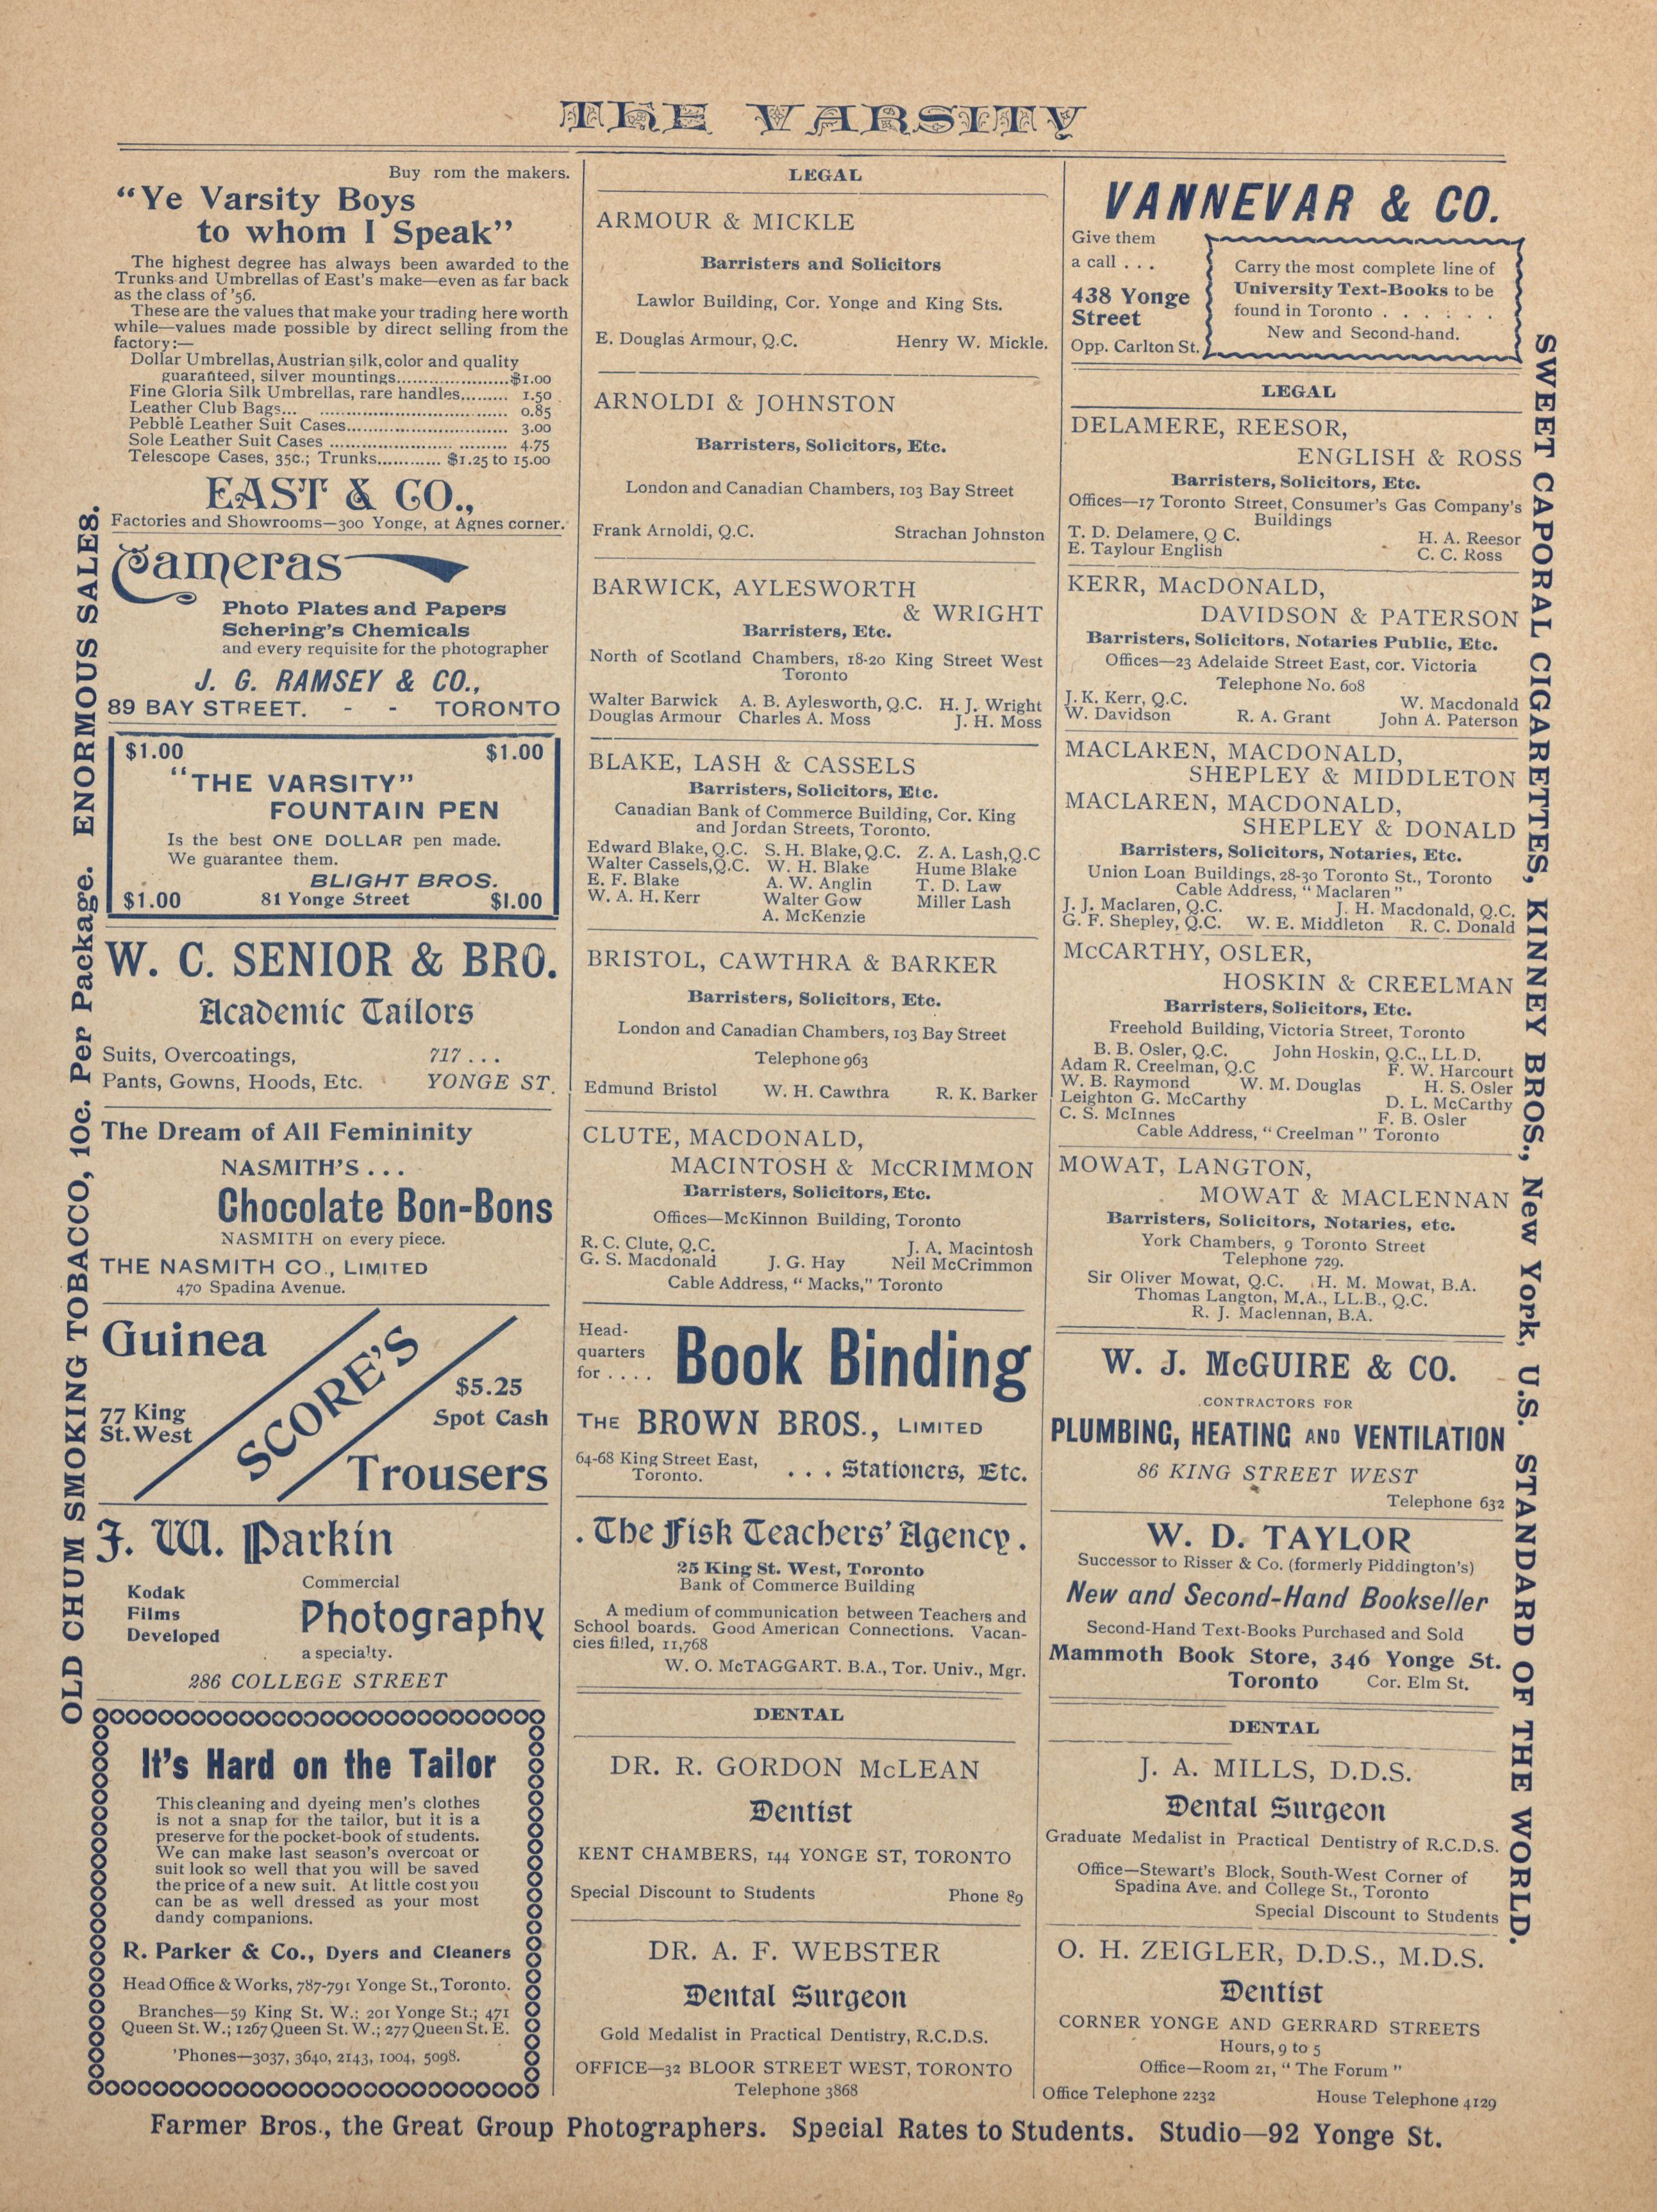 THE VARSITY
Buy rom the makers.
“Ye Varsity Boys
to whom I Speak”
The highest degree has always been awarded to the
Trunks and Umbrellas of East's make—even as far back
as the class of '56.
These are the values that make your trading here worth
while—values made possible by direct selling from the
factory:—
Dollar Umbrellas, Austrian silk, color and quality
guaranteed, silver mountings.....................$1.00
Fine Gloria Silk Umbrellas, rare handles......... 1.50
Leather Club Bags... ................................... 0.85
Pebble Leather Suit Cases.............................. 3.00
Sole Leather Suit Cases ....................... ......... 4.75
Telescope Cases, 35c.; Trunks............ $1.25 to 15.00
EAST & CO.,
Factories and Showrooms—300 Yonge, at Agnes corner.
Cameras
Photo Plates and Papers
Schering's Chemicals
and every requisite for the photographer
J. G. RAMSEY & CO.,
89 BAY STREET. - - TORONTO
$1.00 $1.00
“THE VARSITY”
FOUNTAIN PEN
Is the best ONE DOLLAR pen made.
We guarantee them.
BLIGHT BROS.
$1.00 81 Yonge Street $1.00
W. C. SENIOR & BRO.
Academic Tailors
Suits, Overcoatings, 717 . . .
Pants, Gowns, Hoods, Etc. YONGE ST.
The Dream of All Femininity
NASMITH'S . . .
Chocolate Bon-Bons
NASMITH on every piece.
THE NASMITH CO., LIMITED
470 Spadina Avenue.
Guinea
SCORE'S
$5.25
Spot Cash
77 King
St. West
Trousers
J. W. Parkin
Kodak
Films
Developed
Commercial
Photography
a specialty.
286 COLLEGE STREET
It's Hard on the Tailor
This cleaning and dyeing men's clothes
is not a snap for the tailor, but it is a
preserve for the pocket-book of students.
We can make last season's overcoat or
suit look so well that you will be saved
the price of a new suit. At little cost you
can be as well dressed as your most
dandy companions.
R. Parker & Co., Dyers and Cleaners
Head Office & Works, 787-791 Yonge St., Toronto.
Branches—59 King St. W.; 201 Yonge St.; 471
Queen St. W.; 1267 Queen St. W.; 277 Queen St. E.
'Phones—3037, 3640, 2143, 1004, 5098.
OLD CHUM SMOKING TOBACCO, 10c. Per Package. ENORMOUS SALES.
LEGAL
ARMOUR & MICKLE
Barristers and Solicitors
Lawlor Building, Cor. Yonge and King Sts.
E. Douglas Armour, Q.C. Henry W. Mickle.
ARNOLDI & JOHNSTON
Barristers, Solicitors, Etc.
London and Canadian Chambers, 103 Bay Street
Frank Arnoldi, Q.C. Strachan Johnston
BARWICK, AYLESWORTH
& WRIGHT
Barristers, Etc.
North of Scotland Chambers, 18-20 King Street West
Toronto
Walter Barwick A. B. Aylesworth, Q.C. H. J. Wright
Douglas Armour Charles A. Moss J. H. Moss
BLAKE, LASH & CASSELS
Barristers, Solicitors, Etc.
Canadian Bank of Commerce Building, Cor. King
and Jordan Streets, Toronto.
Edward Blake, Q.C. S. H. Blake, Q.C. Z. A. Lash, Q.C
Walter Cassels, Q.C. W. H. Blake Hume Blake
E. F. Blake A. W. Anglin T. D. Law
W. A. H. Kerr Walter Gow Miller Lash
A. McKenzie
BRISTOL, CAWTHRA & BARKER
Barristers, Solicitors, Etc.
London and Canadian Chambers, 103 Bay Street
Telephone 963
Edmund Bristol W. H. Cawthra R. K. Barker
CLUTE, MACDONALD,
MACINTOSH & McCRIMMON
Barristers, Solicitors, Etc.
Offices—McKinnon Building, Toronto
R. C. Clute, Q.C. J. A. Macintosh
G. S. Macdonald J. G. Hay Neil McCrimmon
Cable Address, “ Macks,” Toronto
Head-
quarters
for . . . .
Book Binding
THE BROWN BROS., LIMITED
64-68 King Street East,
Toronto.
. . . Stationers, Etc.
. The Fisk Teachers' Agency .
25 King St. West, Toronto
Bank of Commerce Building
A medium of communication between Teachers and
School boards. Good American Connections. Vacan-
cies filled, 11,768
W. O. McTAGGART. B.A., Tor. Univ., Mgr.
DENTAL
DR. R. GORDON McLEAN
Dentist
KENT CHAMBERS, 144 YONGE ST, TORONTO
Special Discount to Students Phone 89
DR. A. F. WEBSTER
Dental Surgeon
Gold Medalist in Practical Dentistry, R.C.D.S.
OFFICE—32 BLOOR STREET WEST, TORONTO
Telephone 3868
VANNEVAR & CO.
Give them
a call . . .
438 Yonge
Street
Opp. Carlton St.
Carry the most complete line of
University Text-Books to be
found in Toronto . . . . . .
New and Second-hand.
LEGAL
DELAMERE, REESOR,
ENGLISH & ROSS
Barristers, Solicitors, Etc.
Offices—17 Toronto Street, Consumer's Gas Company's
Buildings
T. D. Delamere, Q C. H. A. Reesor
E. Taylour English C. C. Ross
KERR, MacDONALD,
DAVIDSON & PATERSON
Barristers, Solicitors, Notaries Public, Etc.
Offices—23 Adelaide Street East, cor. Victoria
Telephone No. 608
J. K. Kerr, Q.C. W. Macdonald
W. Davidson R. A. Grant John A. Paterson
MACLAREN, MACDONALD,
SHEPLEY & MIDDLETON
MACLAREN, MACDONALD,
SHEPLEY & DONALD
Barristers, Solicitors, Notaries, Etc.
Union Loan Buildings, 28-30 Toronto St., Toronto
Cable Address, “ Maclaren ”
J. J. Maclaren, Q.C. J. H. Macdonald, Q.C.
G. F. Shepley, Q.C. W. E. Middleton R. C. Donald
McCARTHY, OSLER,
HOSKIN & CREELMAN
Barristers, Solicitors, Etc.
Freehold Building, Victoria Street, Toronto
B. B. Osler, Q.C. John Hoskin, Q.C., LL.D.
Adam R. Creelman, Q.C F. W. Harcourt
W. B. Raymond W. M. Douglas H. S. Osler
Leighton G. McCarthy D. L. McCarthy
C. S. McInnes F. B. Osler
Cable Address, “ Creelman ” Toronto
MOWAT, LANGTON,
MOWAT & MACLENNAN
Barristers, Solicitors, Notaries, etc.
York Chambers, 9 Toronto Street
Telephone 729.
Sir Oliver Mowat, Q.C. H. M. Mowat, B.A.
Thomas Langton, M.A., LL.B., Q.C.
R. J. Maclennan, B.A.
W. J. McGUIRE & CO.
CONTRACTORS FOR
PLUMBING, HEATING AND VENTILATION
86 KING STREET WEST
Telephone 632
W. D. TAYLOR
Successor to Risser & Co. (formerly Piddington's)
New and Second-Hand Bookseller
Second-Hand Text-Books Purchased and Sold
Mammoth Book Store, 346 Yonge St.
Toronto Cor. Elm St.
DENTAL
J. A. MILLS, D.D.S.
Dental Surgeon
Graduate Medalist in Practical Dentistry of R.C.D.S.
Office—Stewart's Block, South-West Corner of
Spadina Ave. and College St., Toronto
Special Discount to Students
O. H. ZEIGLER, D.D.S., M.D.S.
Dentist
CORNER YONGE AND GERRARD STREETS
Hours, 9 to 5
Office—Room 21, “ The Forum ”
Office Telephone 2232 House Telephone 4129
SWEET CAPORAL CIGARETTES, KINNEY BROS., New York, U.S. STANDARD OF THE WORLD.
Farmer Bros., the Great Group Photographers. Special Rates to Students. Studio—92 Yonge St.